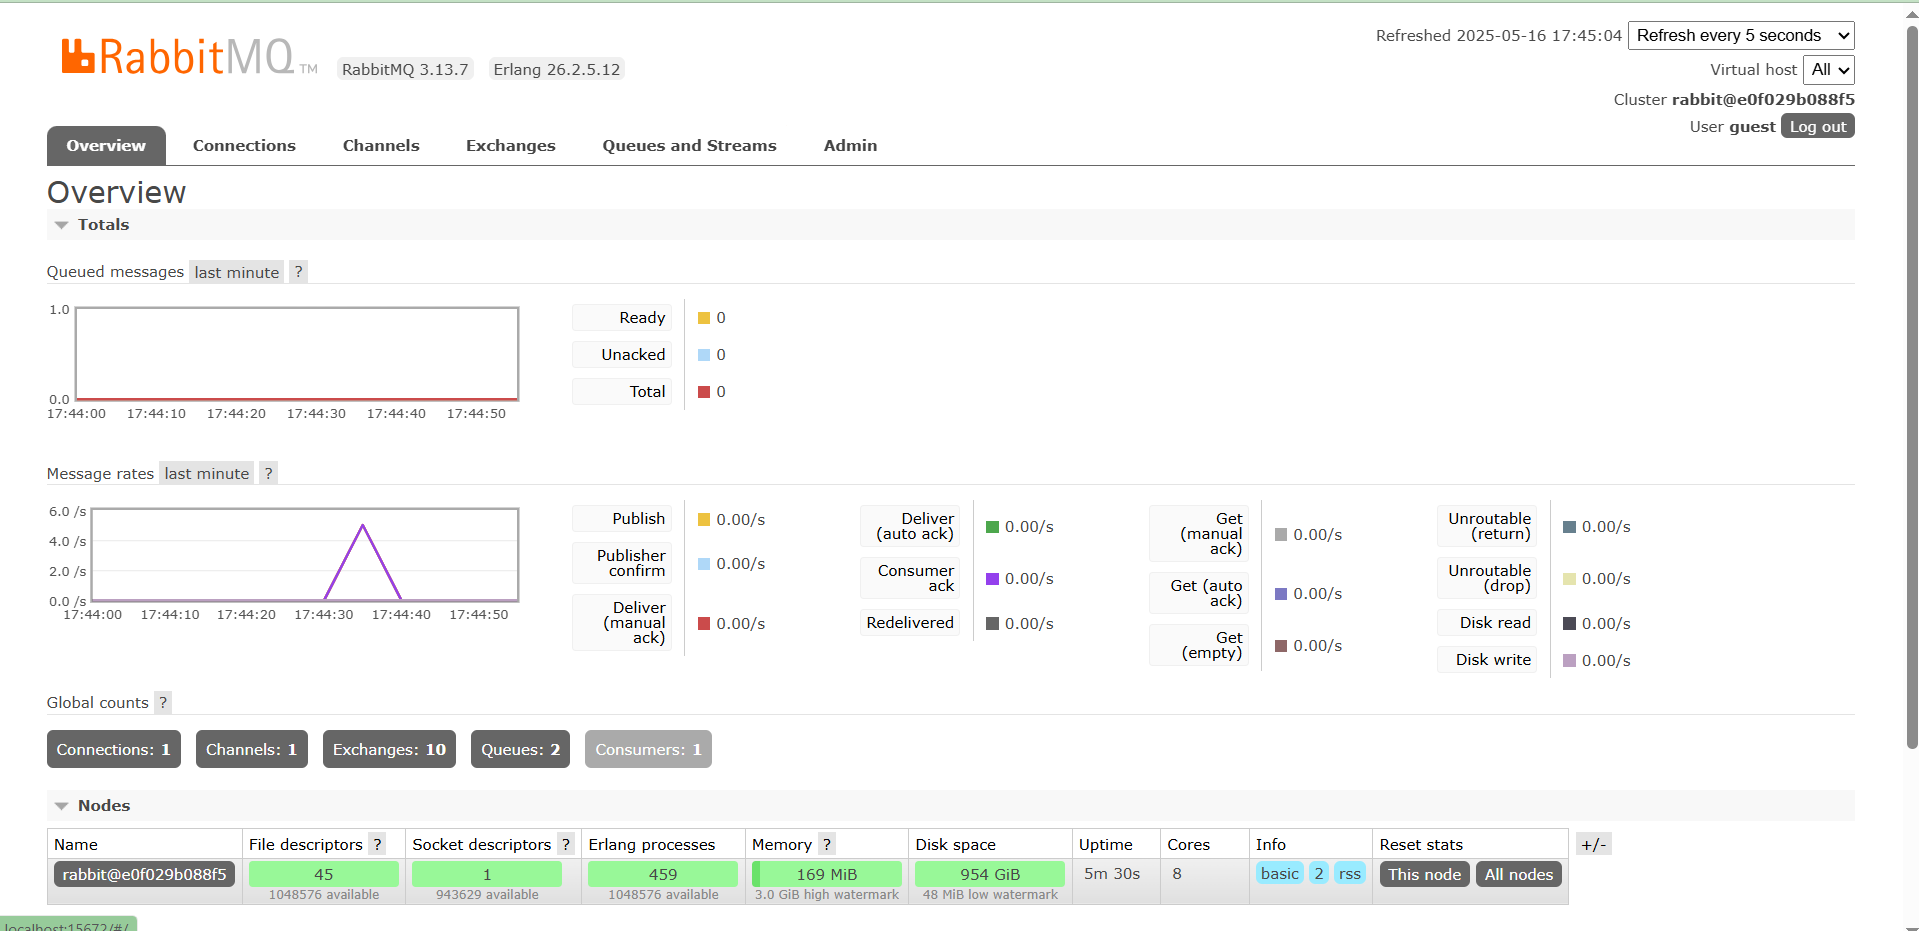 RabbitMQ TM RabbitMQ 3.13.7 Erlang 26.2.5.12
Refreshed 2025-05-16 17:45:04 Refresh every 5 seconds
Virtual host All
Cluster rabbit@e0f029b088f5
User guest Log out
Overview Connections Channels Exchanges Queues and Streams Admin
Overview
Totals
Queued messages last minute ?
1.0
0.0
17:44:00 17:44:10 17:44:20 17:44:30 17:44:40 17:44:50
Ready 0
Unacked 0
Total 0
Message rates last minute ?
6.0 /s
4.0 /s
2.0 /s
0.0 /s
17:44:00 17:44:10 17:44:20 17:44:30 17:44:40 17:44:50
Publish 0.00/s
Publisher
confirm 0.00/s
Deliver
(manual
ack) 0.00/s
Deliver
(auto ack) 0.00/s
Consumer
ack 0.00/s
Redelivered 0.00/s
Get
(manual
ack) 0.00/s
Get (auto
ack) 0.00/s
Get
(empty) 0.00/s
Unroutable
(return) 0.00/s
Unroutable
(drop) 0.00/s
Disk read 0.00/s
Disk write 0.00/s
Global counts ?
Connections: 1 Channels: 1 Exchanges: 10 Queues: 2 Consumers: 1
Nodes
Name File descriptors ? Socket descriptors ? Erlang processes Memory ? Disk space Uptime Cores Info Reset stats +/-
rabbit@e0f029b088f5 45 1 459 169 MiB 954 GiB 5m 30s 8 basic 2 rss This node All nodes
1048576 available 943629 available 1048576 available 3.0 GiB high watermark 48 MiB low watermark
localhost:15672/#/